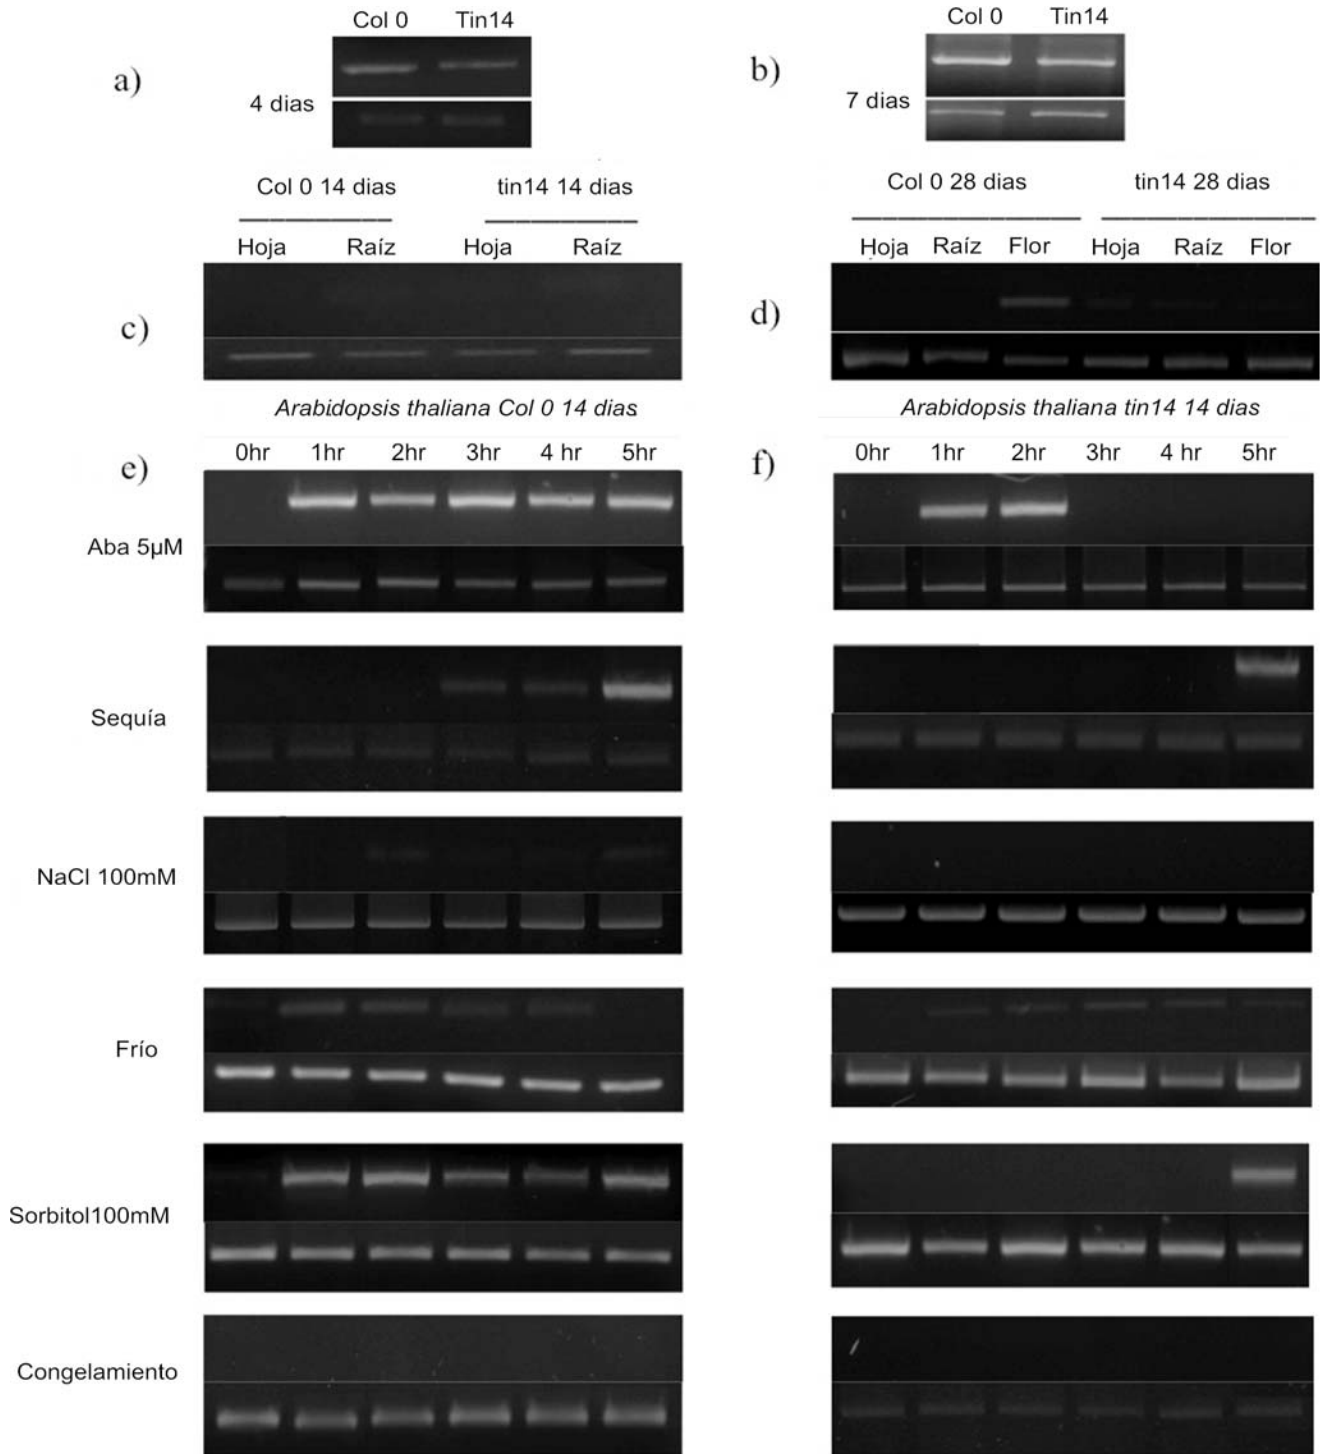 Col 0 Tin14
a)
4 dias
Col 0 Tin14
b)
7 dias
Col 0 14 dias tin14 14 dias
Hoja Raíz Hoja Raíz
c)
Col 0 28 dias tin14 28 dias
Hoja Raíz Flor Hoja Raíz Flor
d)
Arabidopsis thaliana Col 0 14 dias.
0hr 1hr 2hr 3hr 4 hr 5hr
e)
Arabidopsis thaliana tin14 14 dias
0hr 1hr 2hr 3hr 4 hr 5hr
f)
Aba 5µM
Sequía
NaCl 100mM
Frío
Sorbitol100mM
Congelamiento